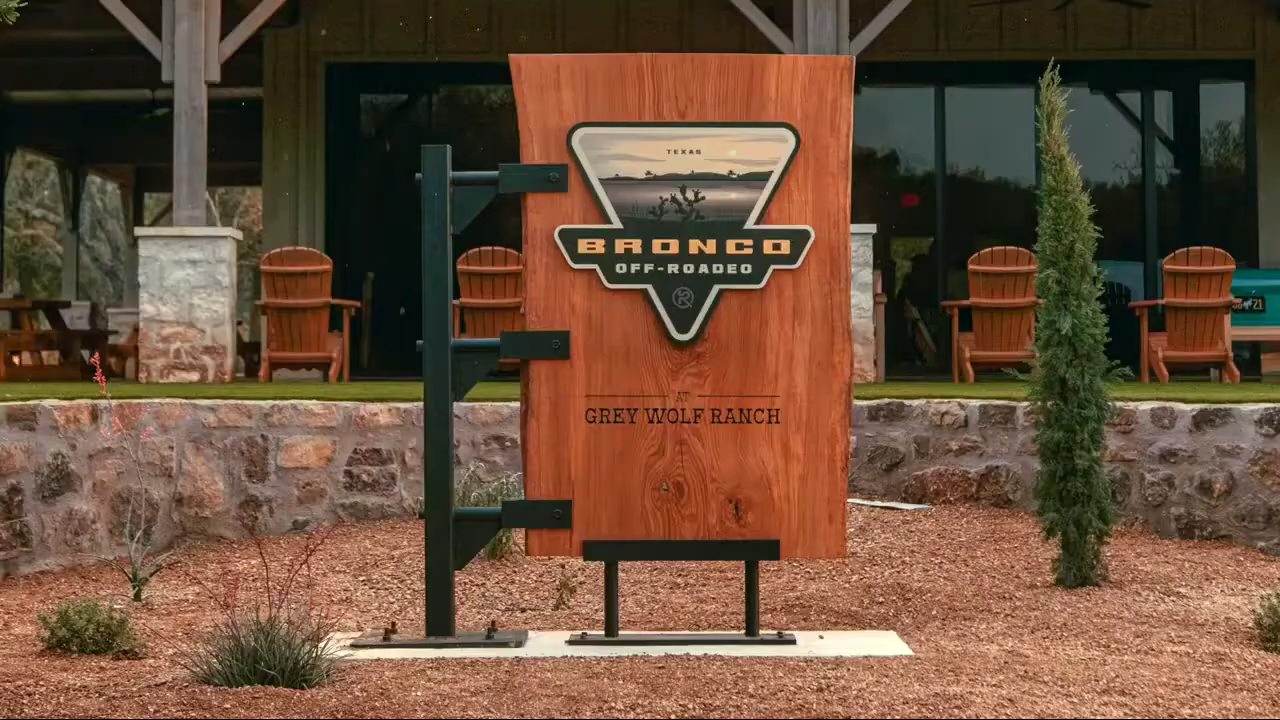 TEXAS
BRONCO
OFF-ROADEO
AT
GREY WOLF RANCH